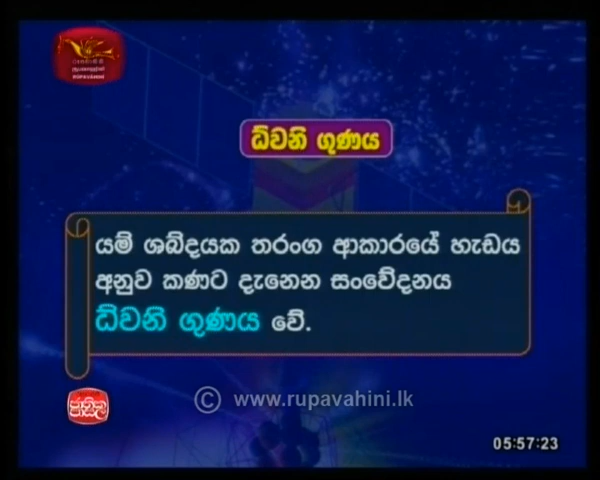 ධ්වනි ගුණය
යම් ශබ්දයක තරංග ආකාරයේ හැඩය
අනුව කණට දැනෙන සංවේදනය
ධ්වනි ගුණය වේ.
ජාතික
පාසල
© www.rupavahini.lk
05:57:23